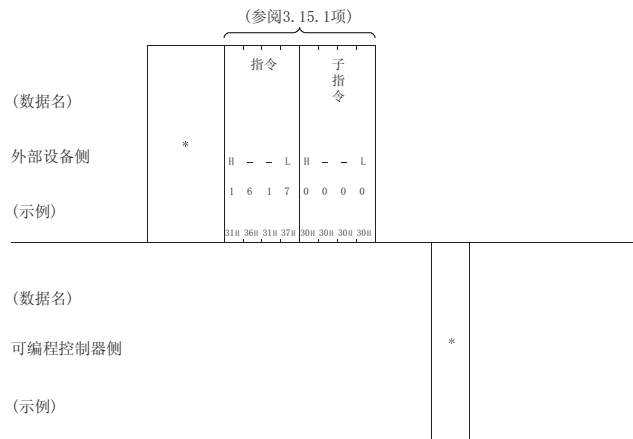 (参阅3.15.1项)
指令 子指令
(数据名)
*
外部设备侧
H - - L H - - L
1 6 1 7 0 0 0 0
(示例)
31H 36H 31H 37H 30H 30H 30H 30H
(数据名)
*
可编程控制器侧
(示例)